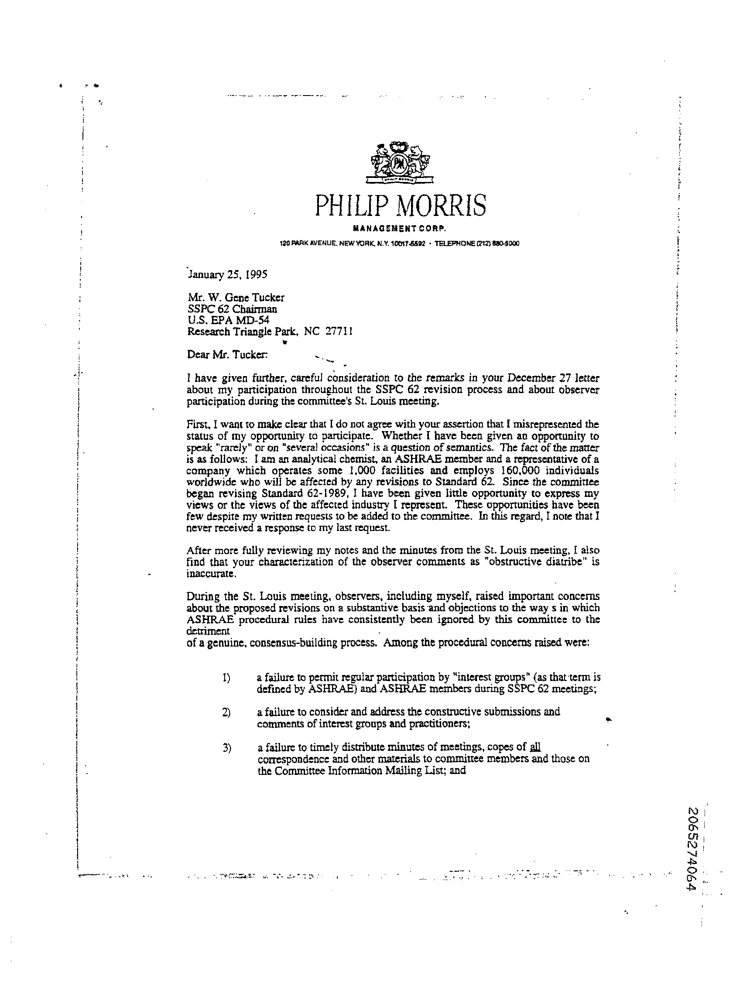 PM
PHILIP MORRIS
MANAGEMENT CORP.
120 PARK AVENUE, NEW YORK, N.Y. 10017-5592 • TELEPHONE (212) 880-5000
January 25, 1995
Mr. W. Gene Tucker
SSPC 62 Chairman
U.S. EPA MD-54
Research Triangle Park, NC 27711
Dear Mr. Tucker:
I have given further, careful consideration to the remarks in your December 27 letter
about my participation throughout the SSPC 62 revision process and about observer
participation during the committee's St. Louis meeting.
First, I want to make clear that I do not agree with your assertion that I misrepresented the
status of my opportunity to participate. Whether I have been given an opportunity to
speak "rarely" or on "several occasions" is a question of semantics. The fact of the matter
is as follows: I am an analytical chemist, an ASHRAE member and a representative of a
company which operates some 1,000 facilities and employs 160,000 individuals
worldwide who will be affected by any revisions to Standard 62. Since the committee
began revising Standard 62-1989, I have been given little opportunity to express my
views or the views of the affected industry I represent. These opportunities have been
few despite my written requests to be added to the committee. In this regard, I note that I
never received a response to my last request.
After more fully reviewing my notes and the minutes from the St. Louis meeting, I also
find that your characterization of the observer comments as "obstructive diatribe" is
inaccurate.
During the St. Louis meeting, observers, including myself, raised important concerns
about the proposed revisions on a substantive basis and objections to the way s in which
ASHRAE procedural rules have consistently been ignored by this committee to the
detriment
of a genuine, consensus-building process. Among the procedural concerns raised were:
1) a failure to permit regular participation by "interest groups" (as that term is
defined by ASHRAE) and ASHRAE members during SSPC 62 meetings;
2) a failure to consider and address the constructive submissions and
comments of interest groups and practitioners;
3) a failure to timely distribute minutes of meetings, copes of all
correspondence and other materials to committee members and those on
the Committee Information Mailing List; and
2065274064